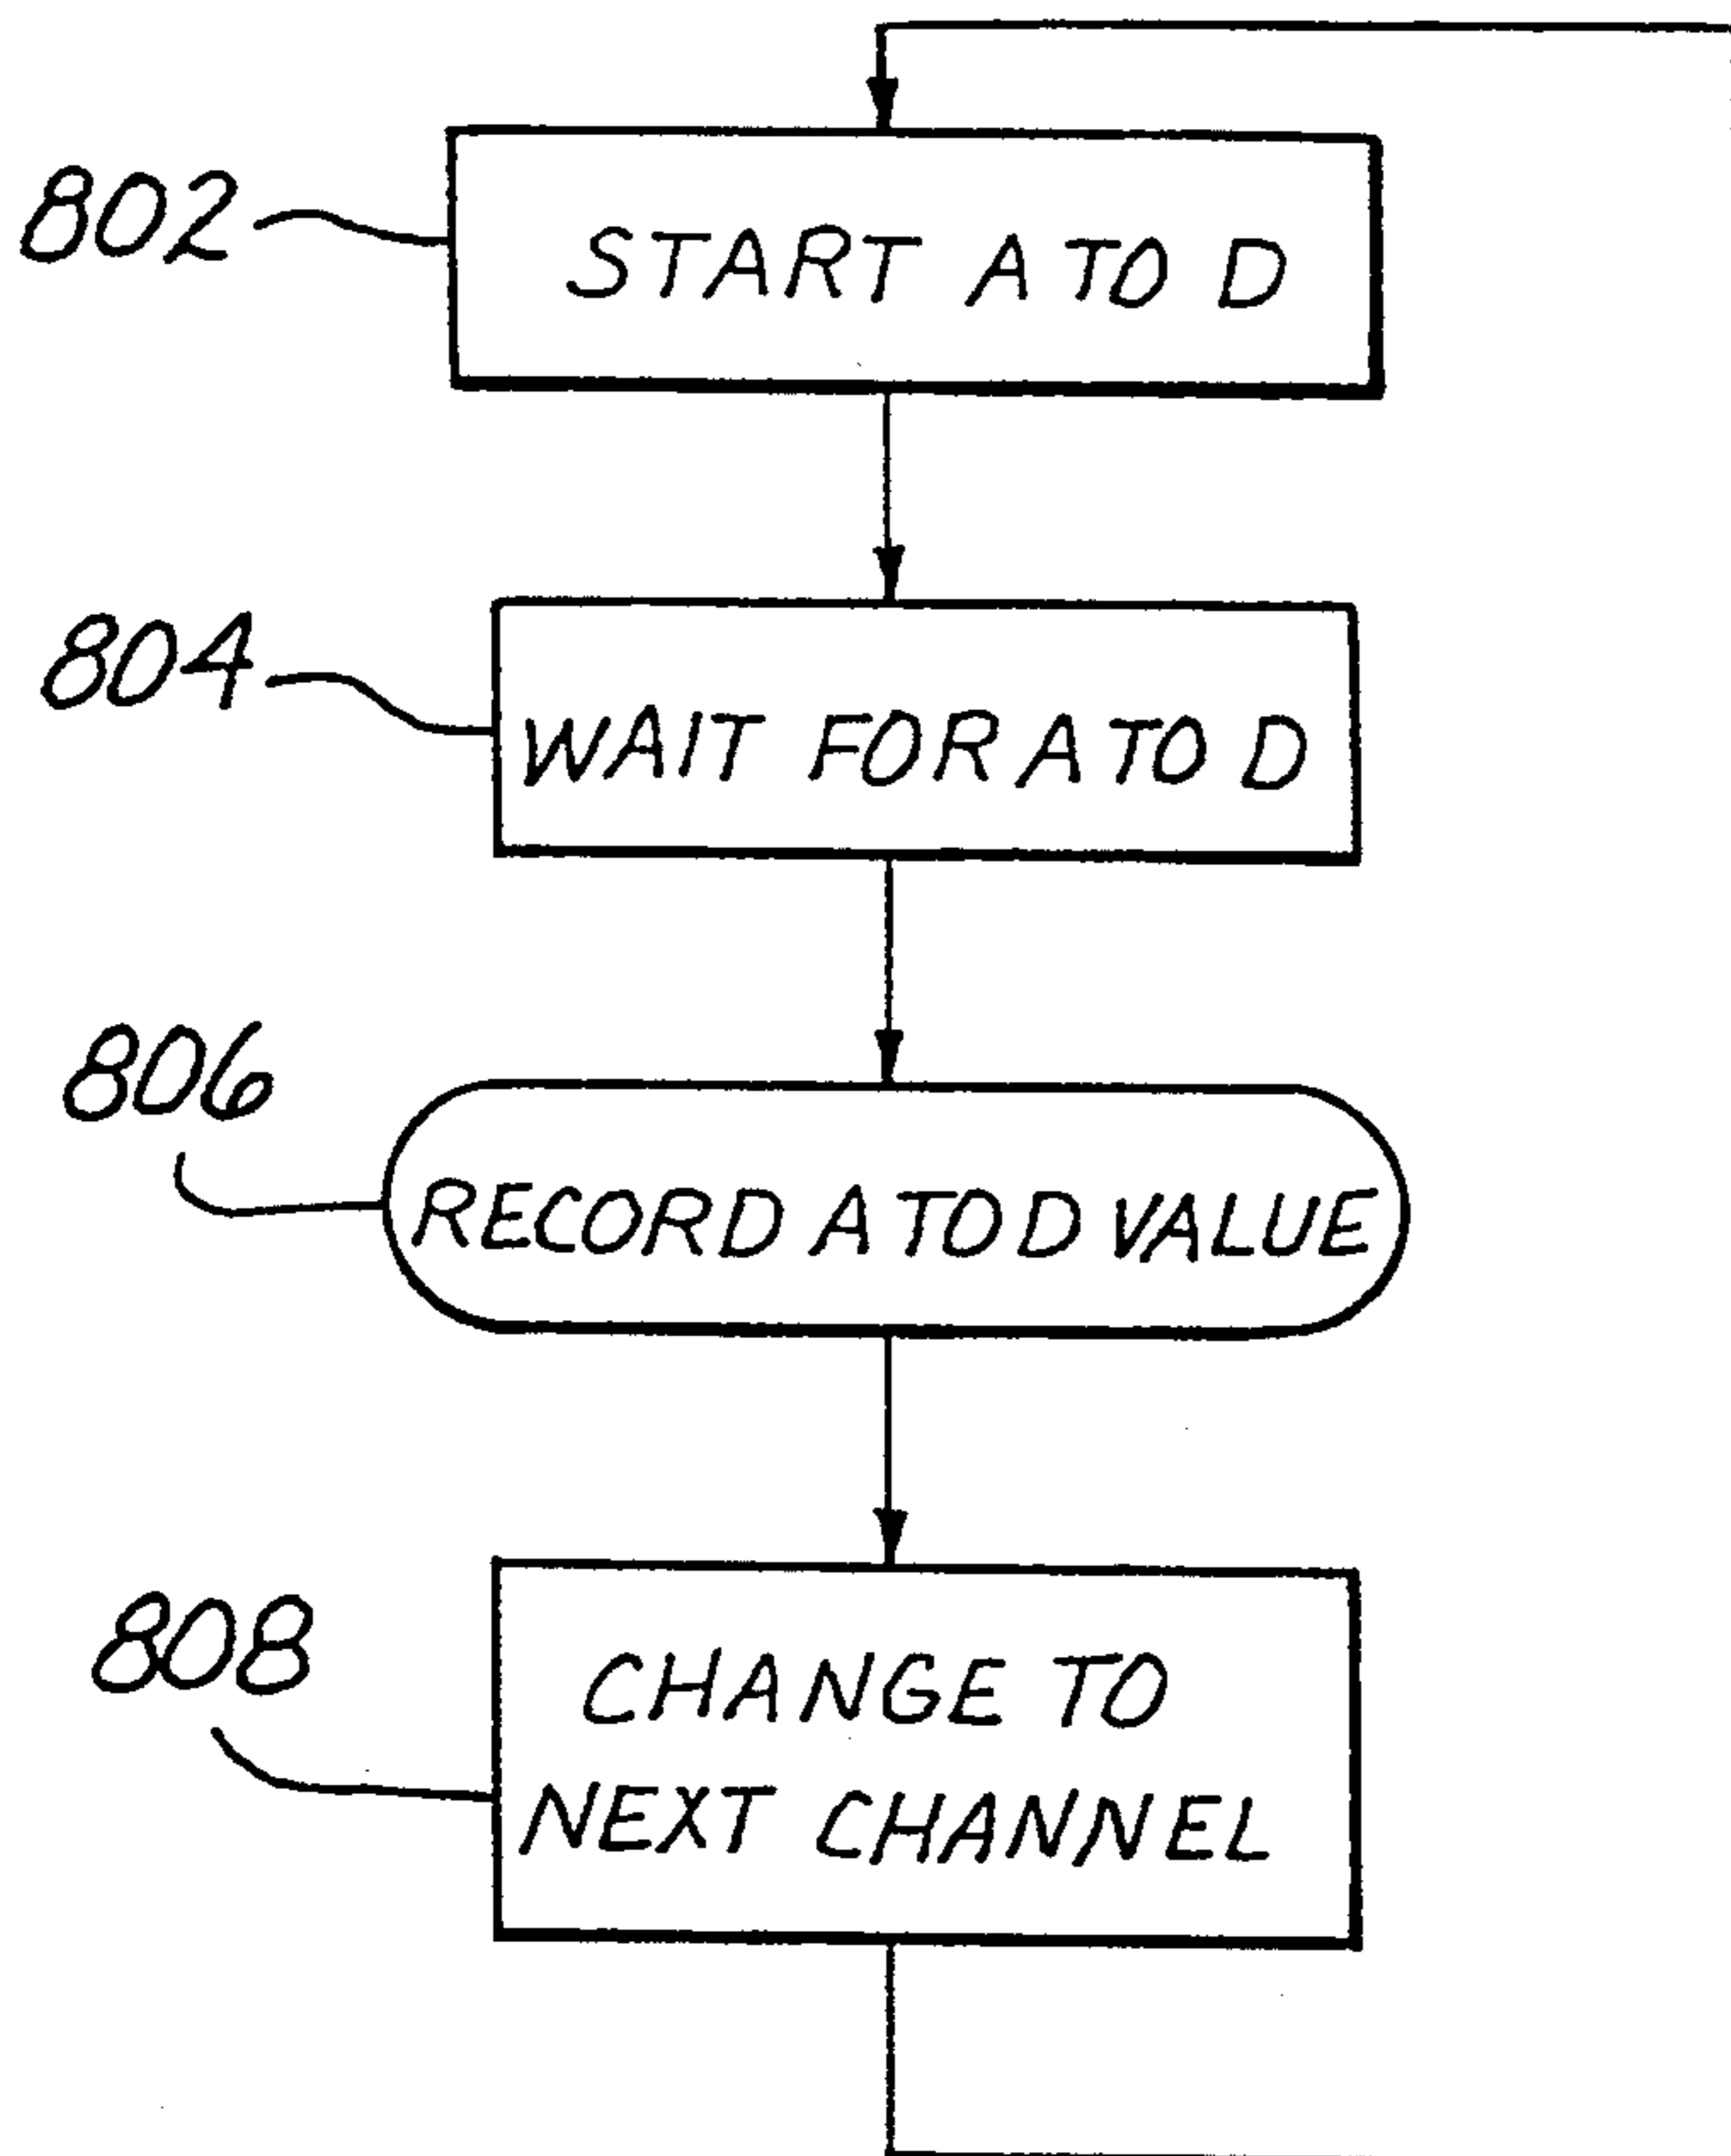 802
START A TO D
804
WAIT FOR A TO D
806
RECORD A TO D VALUE
808
CHANGE TO
NEXT CHANNEL